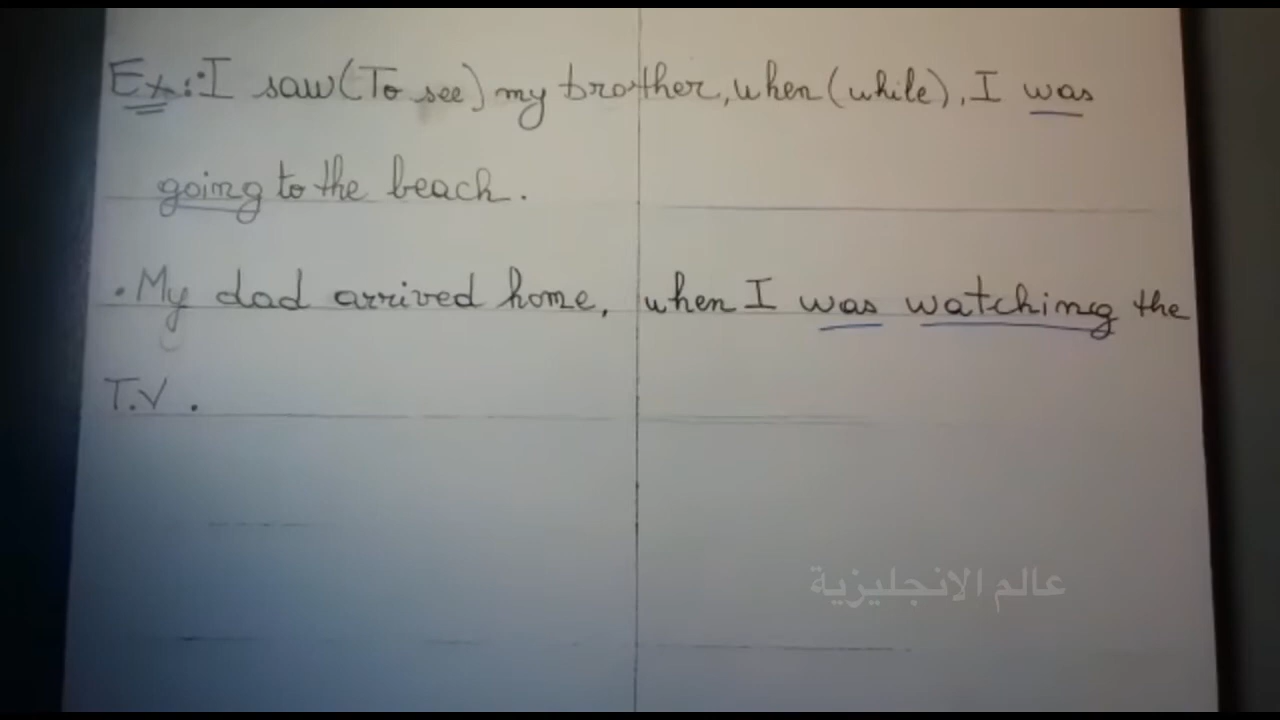 Ex: • I saw (To see) my brother, when (while), I was
going to the beach.
• My dad arrived home, when I was watching the
T.V.
عالم الانجليزية